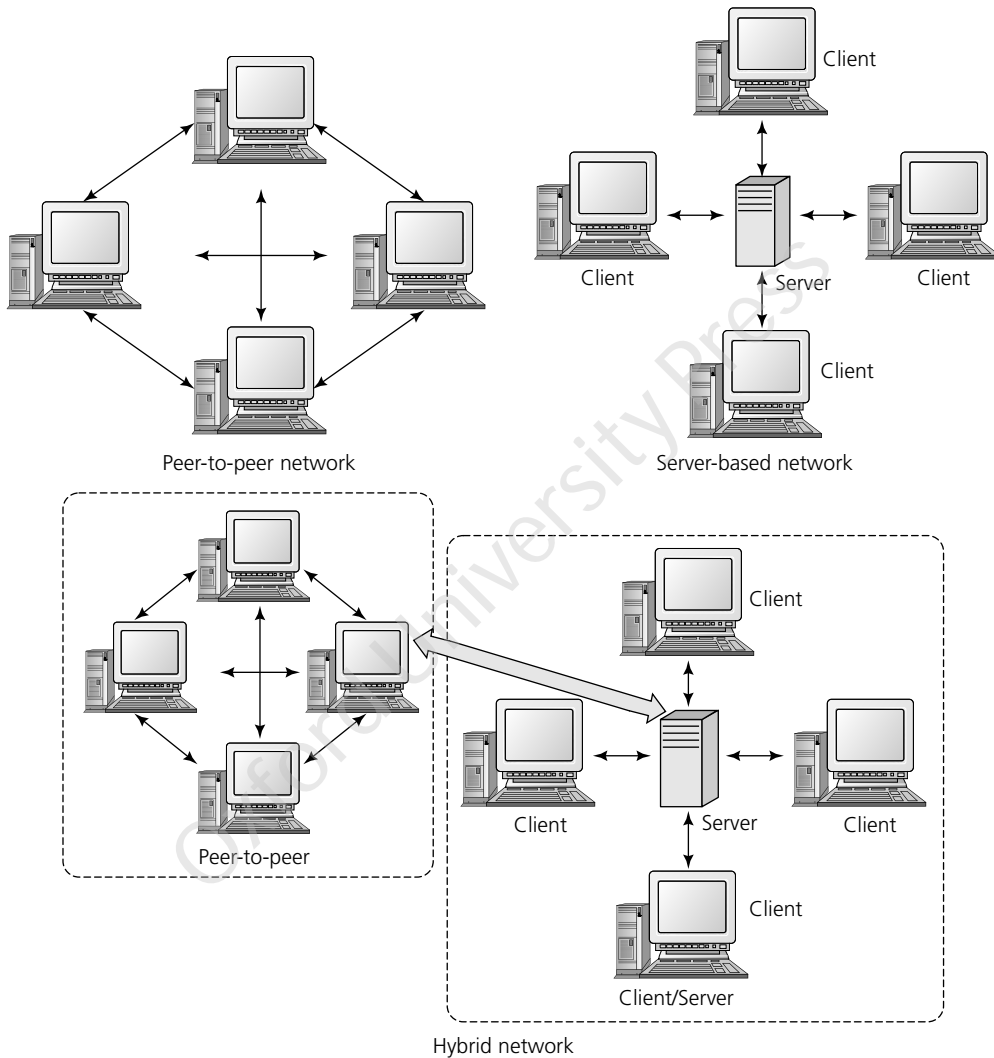 Client
Client
Server
Client
Client
Peer-to-peer network
Server-based network
Client
Client
Server
Client
Peer-to-peer
Client
Client/Server
Hybrid network
Oxford University Press